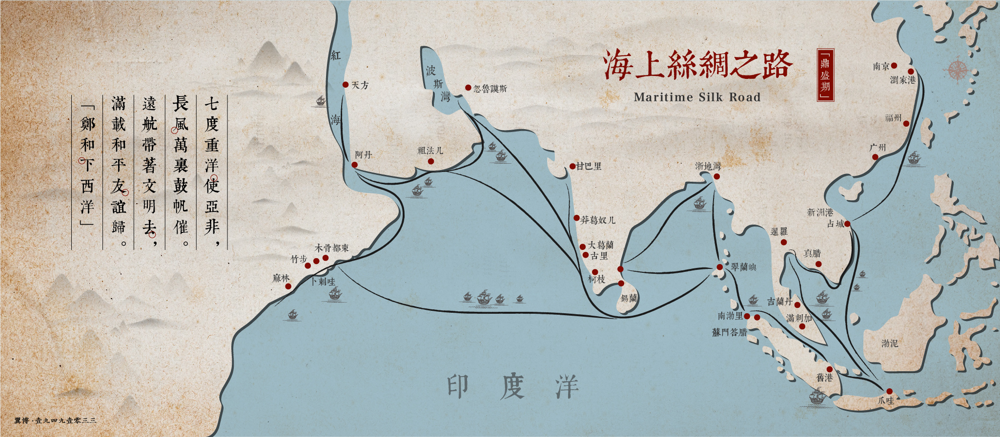 海上絲綢之路
Maritime Silk Road
「鼎盛期」
七度重洋使亞非，
長風萬裏鼓帆催。
遠航帶著文明去，
滿載和平友誼歸。
「鄭和下西洋」
紅海
天方
波斯灣
忽魯謨斯
阿丹
祖法儿
甘巴里
浙地灣
南京
瀏家港
福州
广州
新洲港
占城
莽葛奴儿
大葛蘭
古里
柯枝
錫蘭
翠蘭嶼
暹羅
真腊
木骨都束
竹步
麻林
卜剌哇
吉蘭丹
滿刺加
南渤里
蘇門答腊
渤泥
舊港
爪哇
印度洋
翼博·壹九四九壹零三三